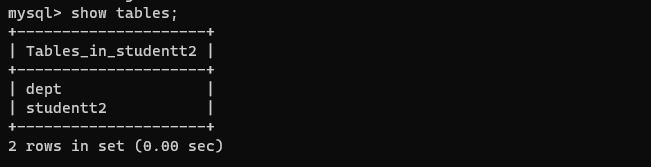 mysql> show tables;
+---------------------+
| Tables_in_studentt2 |
+---------------------+
| dept                |
| studentt2           |
+---------------------+
2 rows in set (0.00 sec)